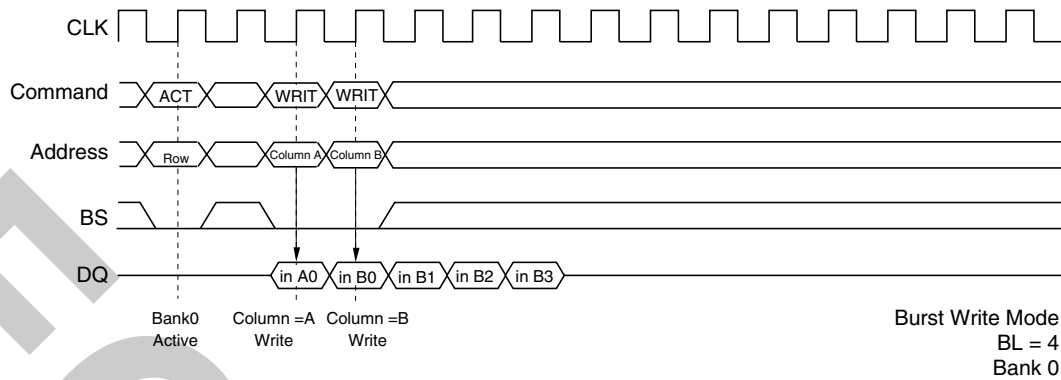 CLK
Command ACT WRIT WRIT
Address Row Column A Column B
BS
DQ in A0 in B0 in B1 in B2 in B3
Bank0 Column =A Column =B
Active Write Write
Burst Write Mode
BL = 4
Bank 0